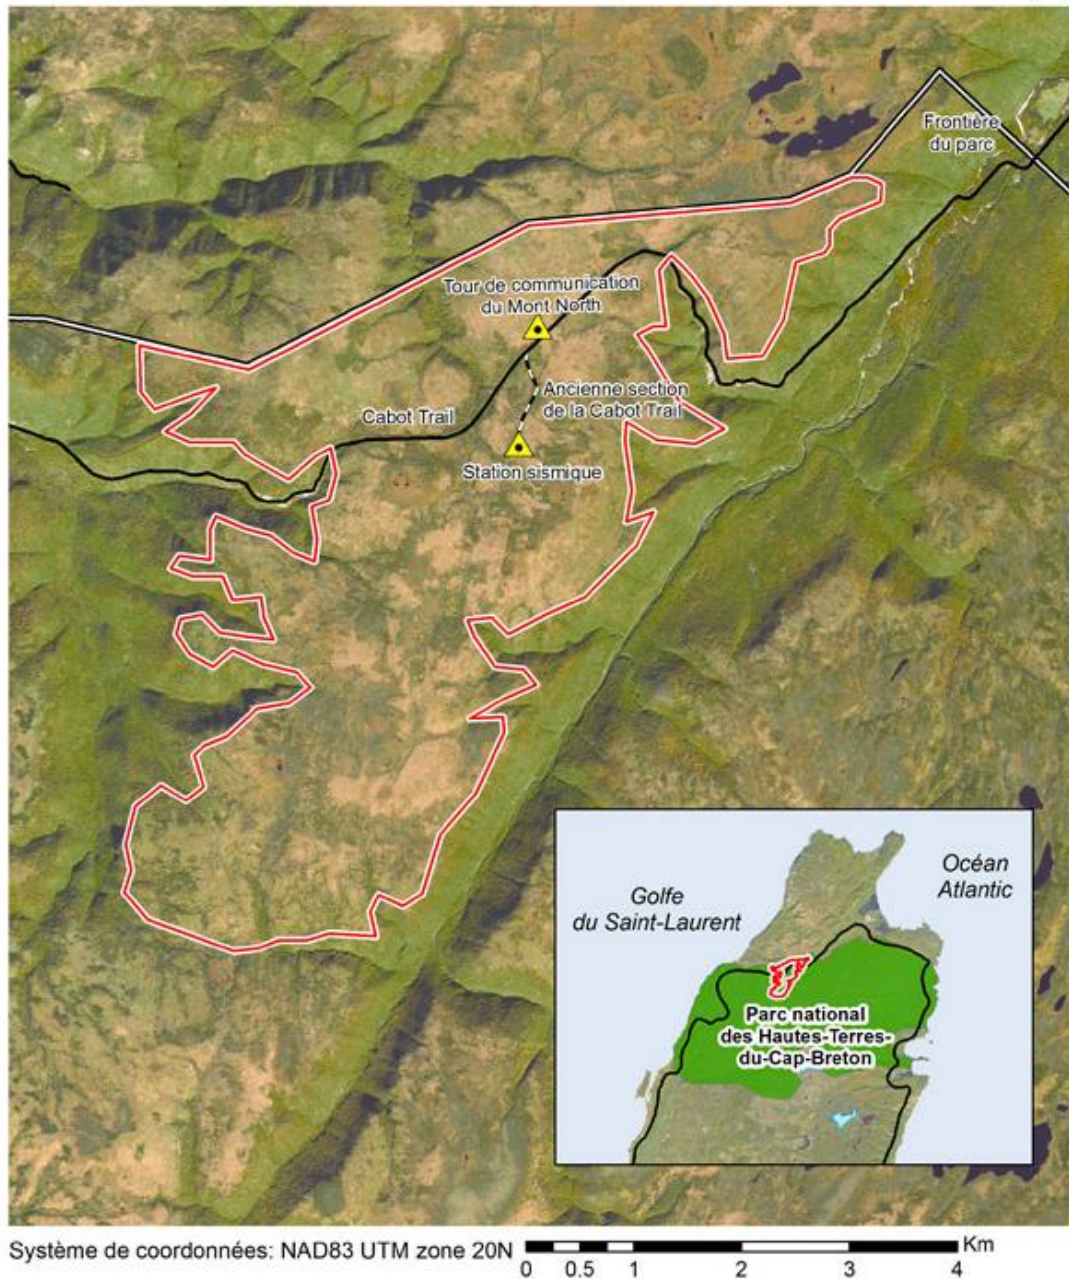 Frontière
du parc
Tour de communication
du Mont North
Ancienne section
de la Cabot Trail
Cabot Trail
Station sismique
Golfe
du Saint-Laurent
Océan
Atlantic
Parc national
des Hautes-Terres-
du-Cap-Breton
Système de coordonnées: NAD83 UTM zone 20N
Km
0 0.5 1 2 3 4